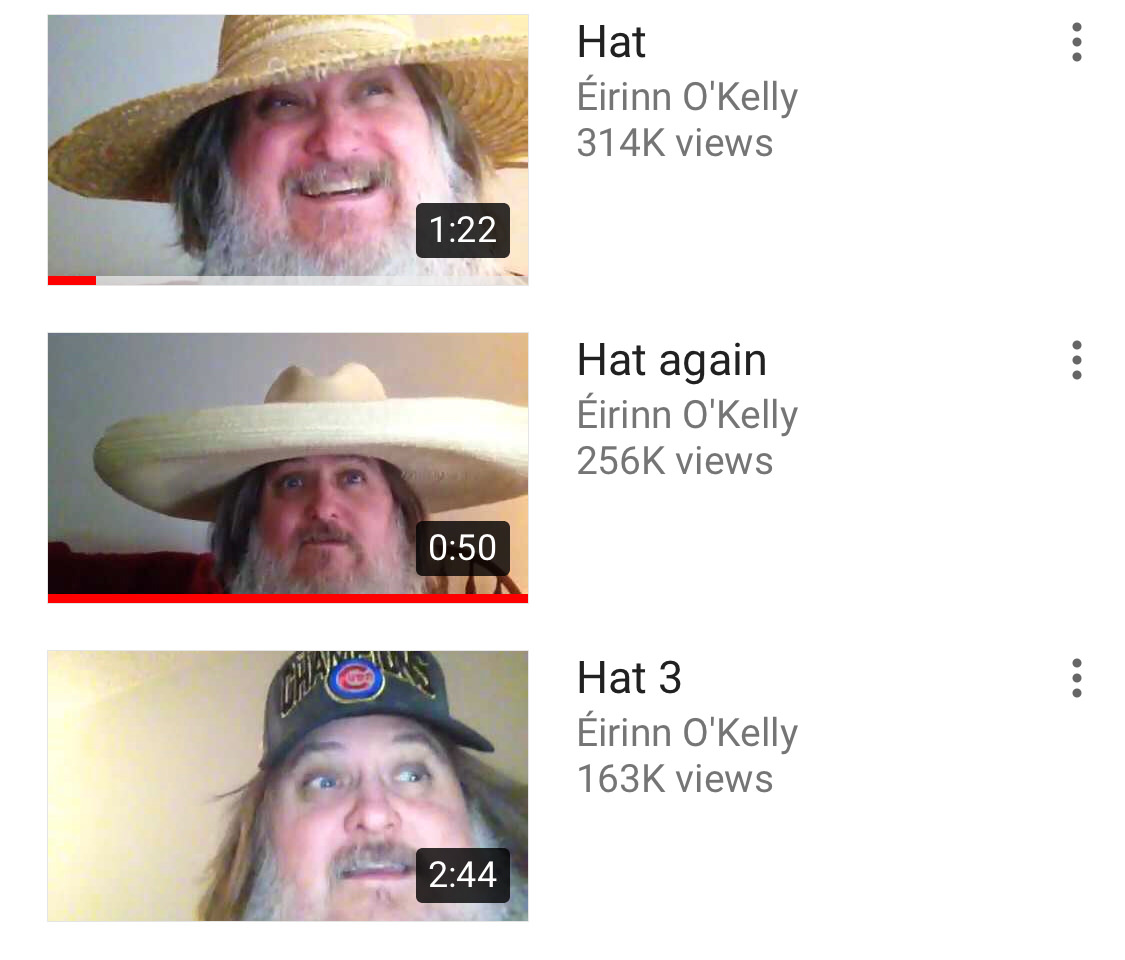 Hat
Éirinn O'Kelly
314K views
1:22
Hat again
Éirinn O'Kelly
256K views
0:50
CHAMPIONS
Hat 3
Éirinn O'Kelly
163K views
2:44